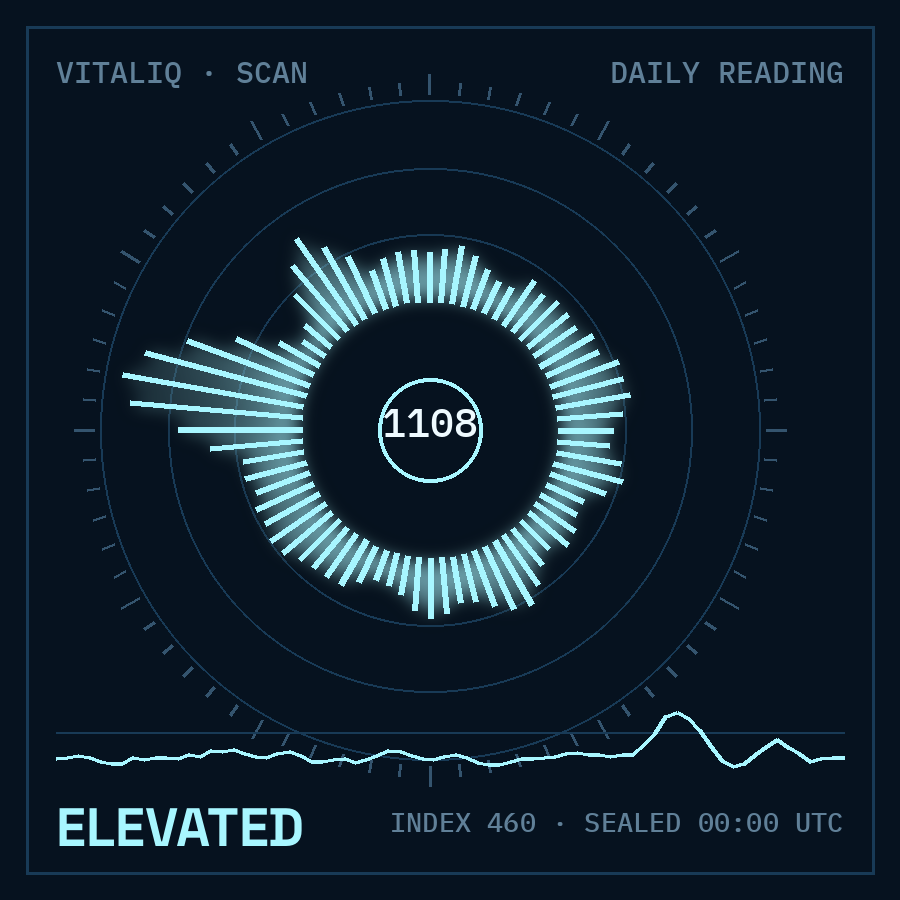 VITALIQ · SCAN
DAILY READING
1108
ELEVATED
INDEX 460 · SEALED 00:00 UTC